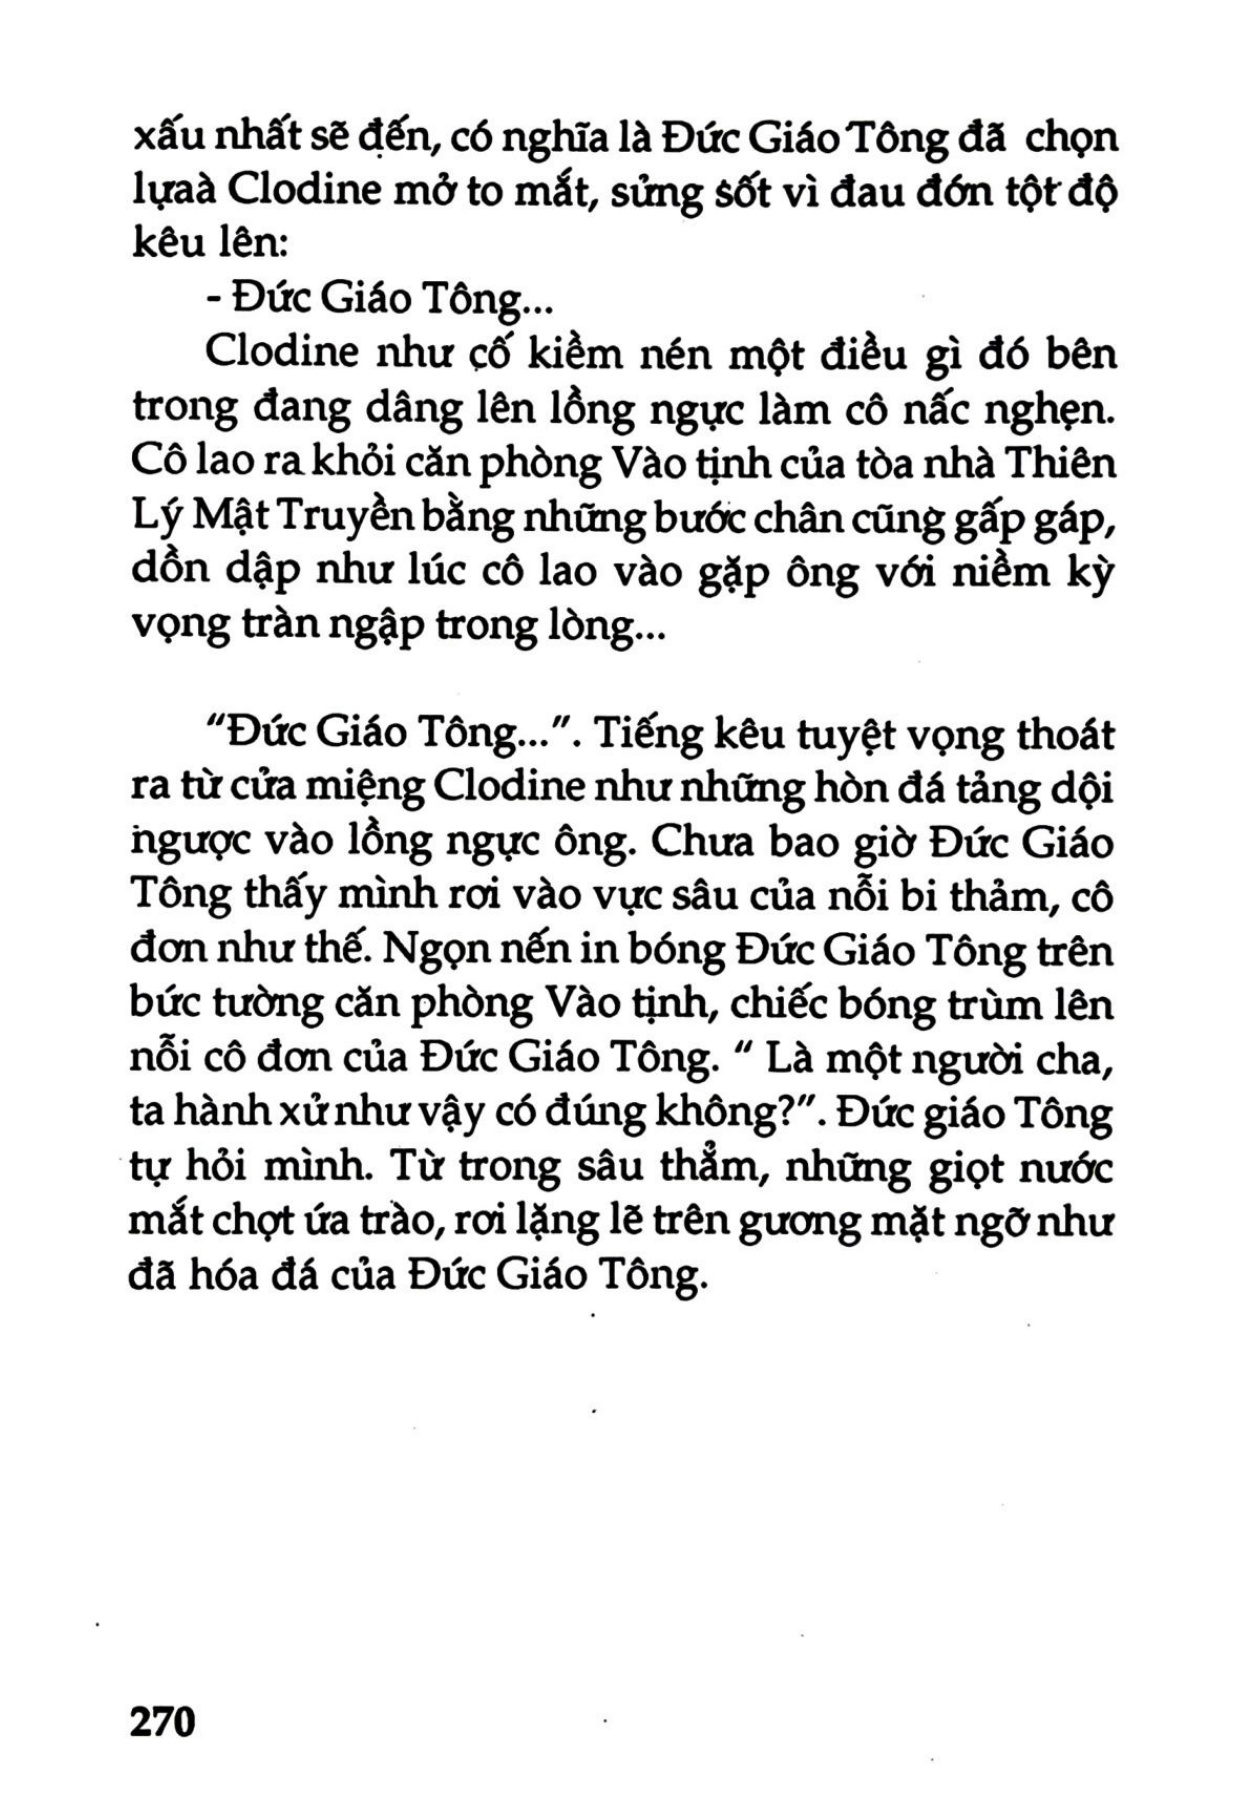 xấu nhất sẽ đến, có nghĩa là Đức Giáo Tông đã chọn
lựaà Clodine mở to mắt, sửng sốt vì đau đớn tột độ
kêu lên:
- Đức Giáo Tông...
Clodine như cố kiềm nén một điều gì đó bên
trong đang dâng lên lồng ngực làm cô nấc nghẹn.
Cô lao ra khỏi căn phòng Vào tịnh của tòa nhà Thiên
Lý Mật Truyền bằng những bước chân cũng gấp gáp,
dồn dập như lúc cô lao vào gặp ông với niềm kỳ
vọng tràn ngập trong lòng...
"Đức Giáo Tông...". Tiếng kêu tuyệt vọng thoát
ra từ cửa miệng Clodine như những hòn đá tảng dội
ngược vào lồng ngực ông. Chưa bao giờ Đức Giáo
Tông thấy mình rơi vào vực sâu của nỗi bi thảm, cô
đơn như thế. Ngọn nến in bóng Đức Giáo Tông trên
bức tường căn phòng Vào tịnh, chiếc bóng trùm lên
nỗi cô đơn của Đức Giáo Tông. " Là một người cha,
ta hành xử như vậy có đúng không?". Đức giáo Tông
tự hỏi mình. Từ trong sâu thẳm, những giọt nước
mắt chợt ứa trào, rơi lặng lẽ trên gương mặt ngỡ như
đã hóa đá của Đức Giáo Tông.
270